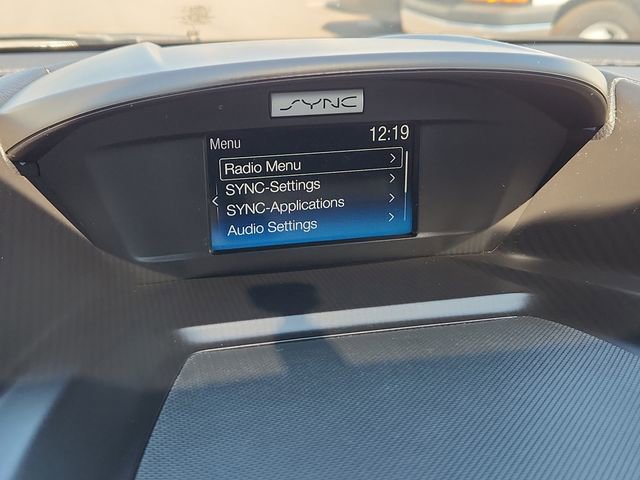 SYNC
Menu 12:19
Radio Menu
SYNC-Settings
SYNC-Applications
Audio Settings